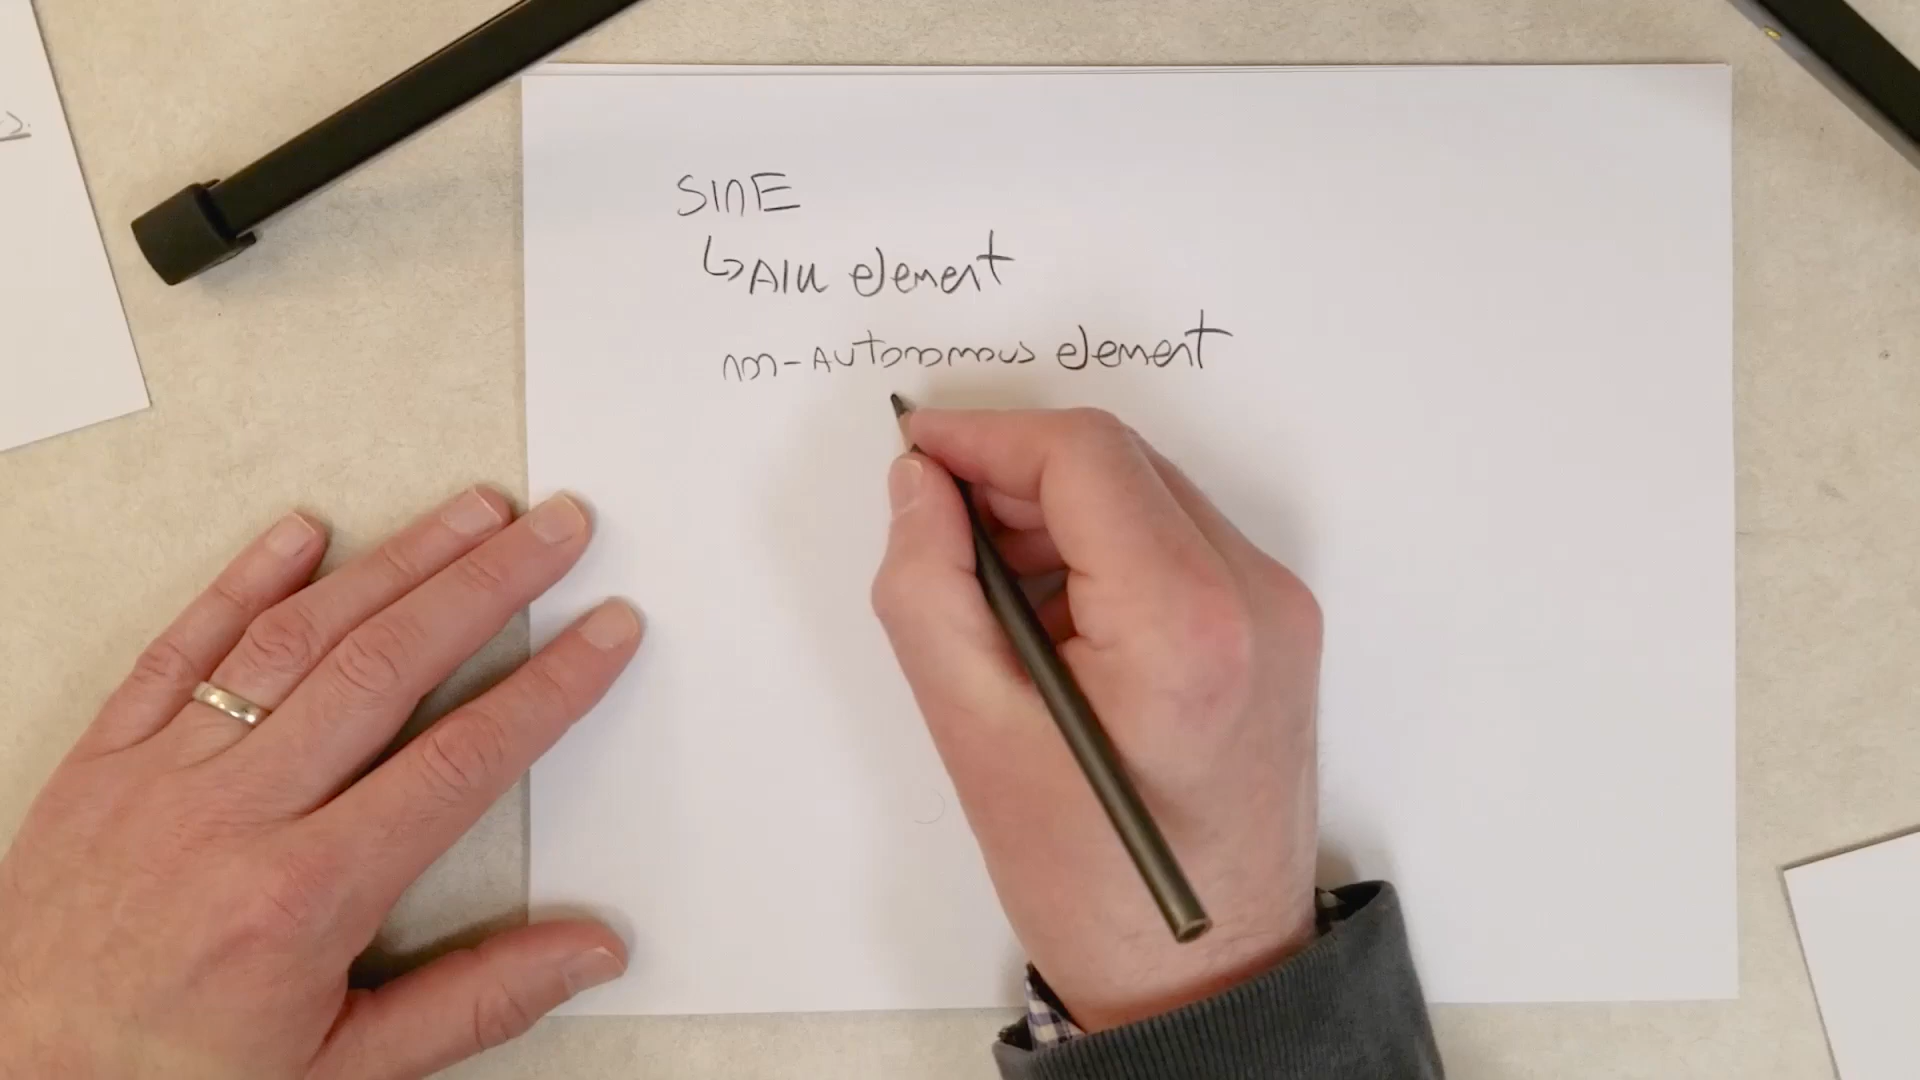 SINE
↳ Alu element
non-Autonomous element